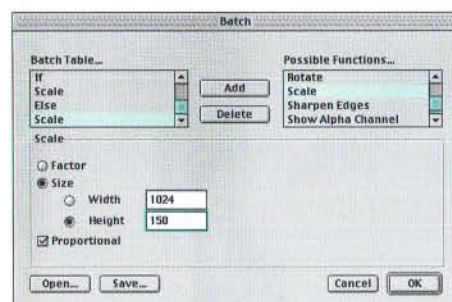 Batch
Batch Table...
If
Scale
Else
Scale
Add
Delete
Possible Functions...
Rotate
Scale
Sharpen Edges
Show Alpha Channel
Scale
Factor
Size
Width 1024
Height 150
Proportional
Open... Save... Cancel OK